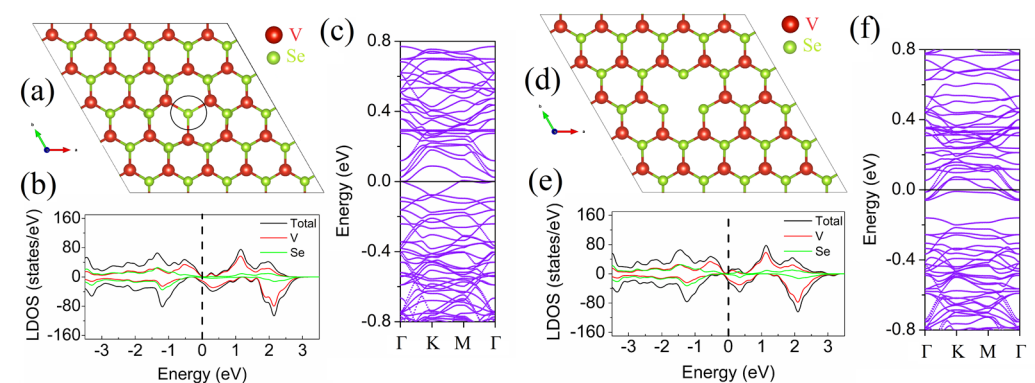 (a)
V
Se
b
a
(b)
160
80
0
-80
-160
LDOS (states/eV)
Total
V
Se
-3 -2 -1 0 1 2 3
Energy (eV)
(c)
0.8
0.4
0.0
-0.4
-0.8
Energy (eV)
Γ K M Γ
(d)
V
Se
b
a
(e)
160
80
0
-80
-160
LDOS (states/eV)
Total
V
Se
-3 -2 -1 0 1 2 3
Energy (eV)
(f)
0.8
0.4
0.0
-0.4
-0.8
Energy (eV)
Γ K M Γ